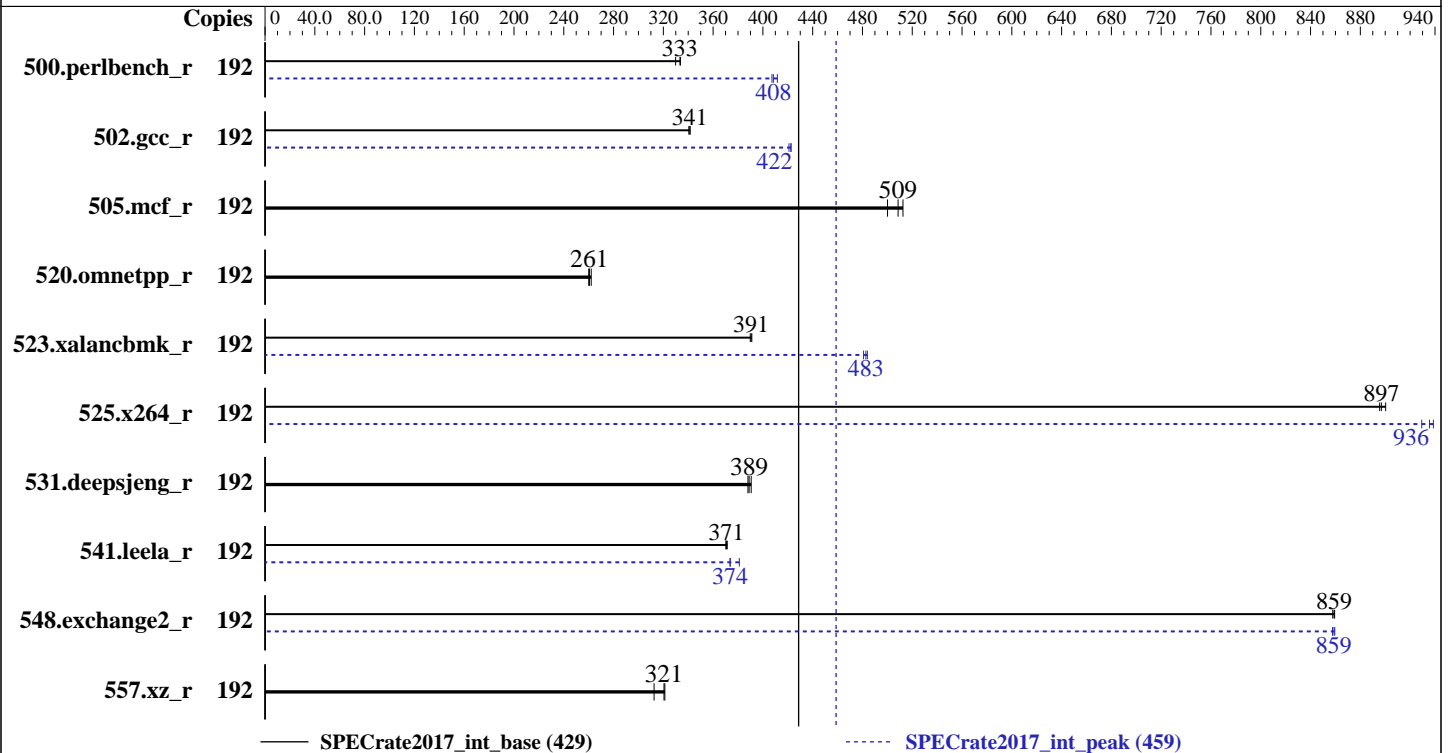 Copies 0 40.0 80.0 120 160 200 240 280 320 360 400 440 480 520 560 600 640 680 720 760 800 840 880 940
333
500.perlbench_r 192
408
341
502.gcc_r 192
422
509
505.mcf_r 192
261
520.omnetpp_r 192
391
523.xalancbmk_r 192
483
897
525.x264_r 192
936
389
531.deepsjeng_r 192
371
541.leela_r 192
374
859
548.exchange2_r 192
859
321
557.xz_r 192
SPECrate2017_int_base (429) SPECrate2017_int_peak (459)